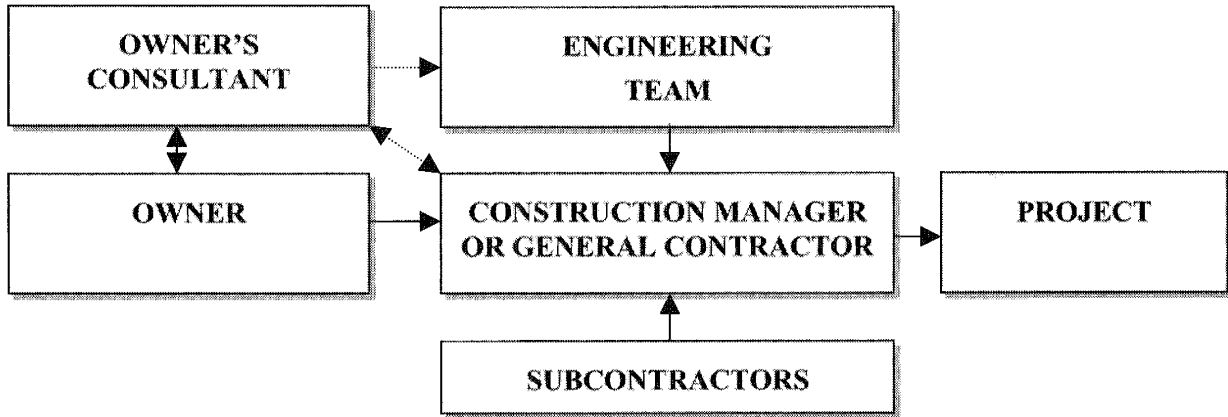 OWNER'S
CONSULTANT
ENGINEERING
TEAM
OWNER
CONSTRUCTION MANAGER
OR GENERAL CONTRACTOR
PROJECT
SUBCONTRACTORS